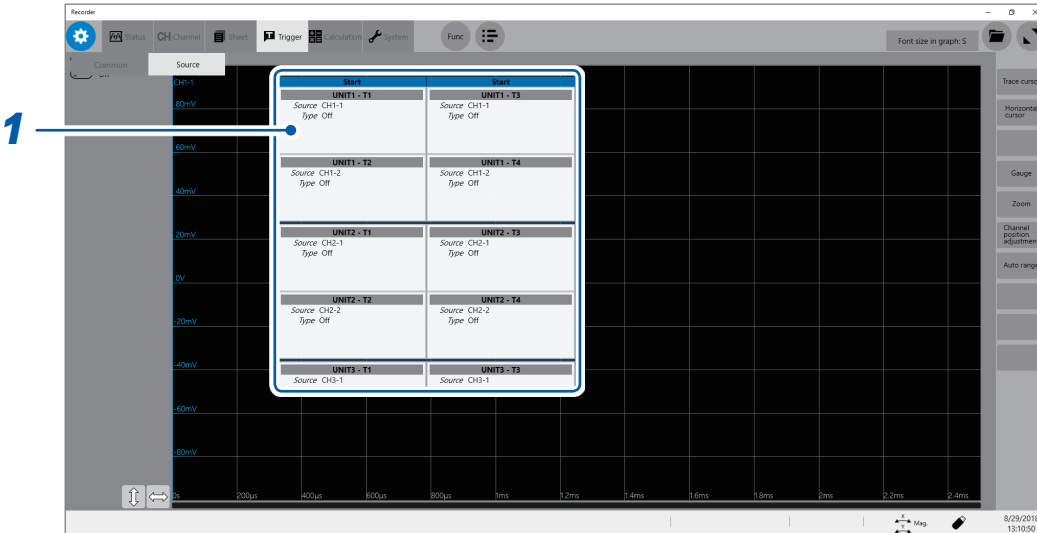 Recorder
Status CH Channel Sheet Trigger Calculation System Func
Font size in graph: S
Common Source
CH1-1
80mV
60mV
40mV
20mV
0V
-20mV
-40mV
-60mV
-80mV
1
Start Start
UNIT1 - T1 UNIT1 - T3
Source CH1-1 Source CH1-1
Type Off Type Off
UNIT1 - T2 UNIT1 - T4
Source CH1-2 Source CH1-2
Type Off Type Off
UNIT2 - T1 UNIT2 - T3
Source CH2-1 Source CH2-1
Type Off Type Off
UNIT2 - T2 UNIT2 - T4
Source CH2-2 Source CH2-2
Type Off Type Off
UNIT3 - T1 UNIT3 - T3
Source CH3-1 Source CH3-1
Trace curso
Horizontal
cursor
Gauge
Zoom
Channel
position
adjustmen
Auto range
0s 200µs 400µs 600µs 800µs 1ms 1.2ms 1.4ms 1.6ms 1.8ms 2ms 2.2ms 2.4ms
X
Y
Mag.
8/29/2018
13:10:50